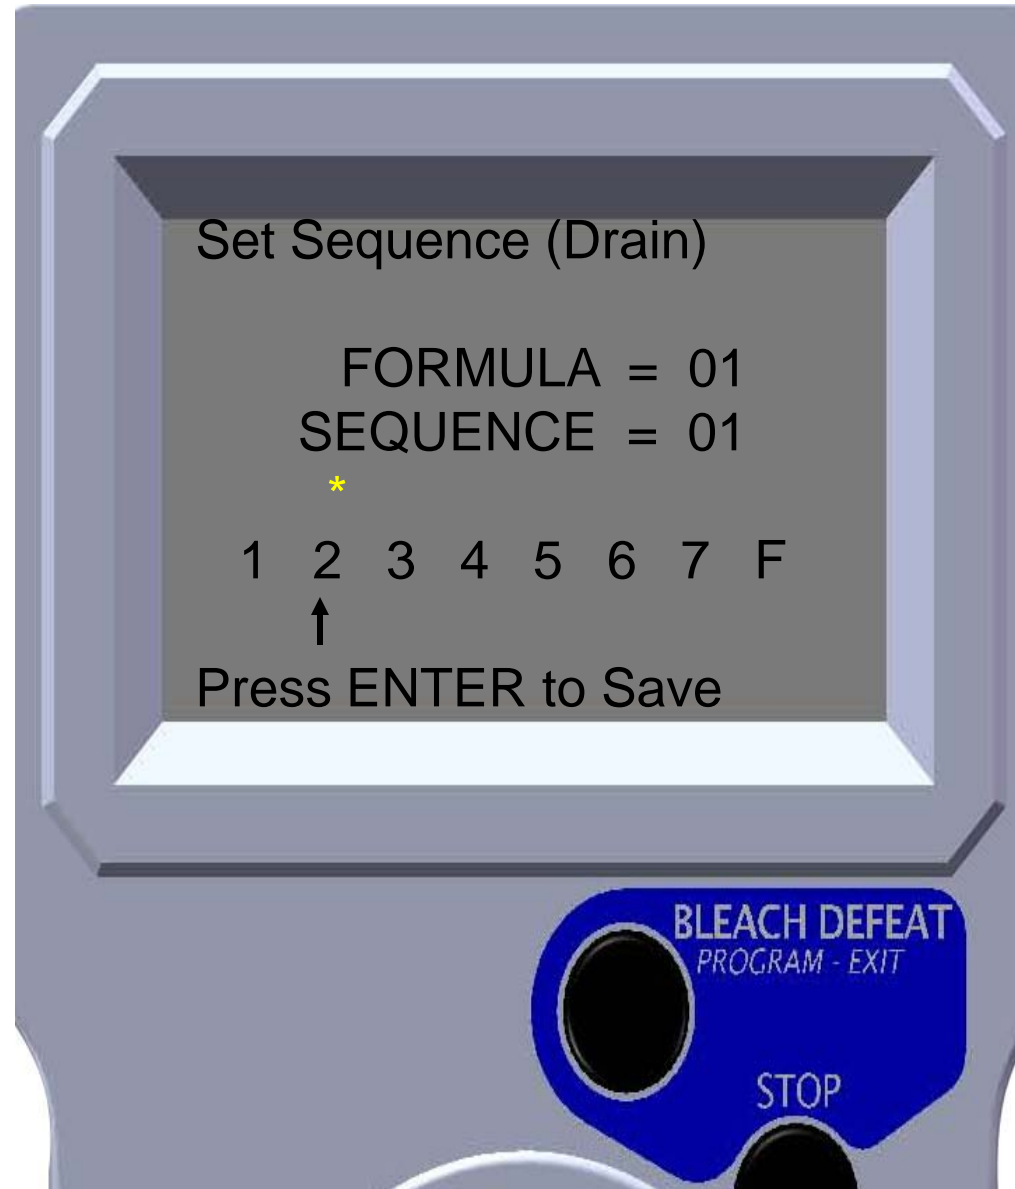 Set Sequence (Drain)
FORMULA = 01
SEQUENCE = 01
*
1 2 3 4 5 6 7 F
Press ENTER to Save
BLEACH DEFEAT
PROGRAM - EXIT
STOP